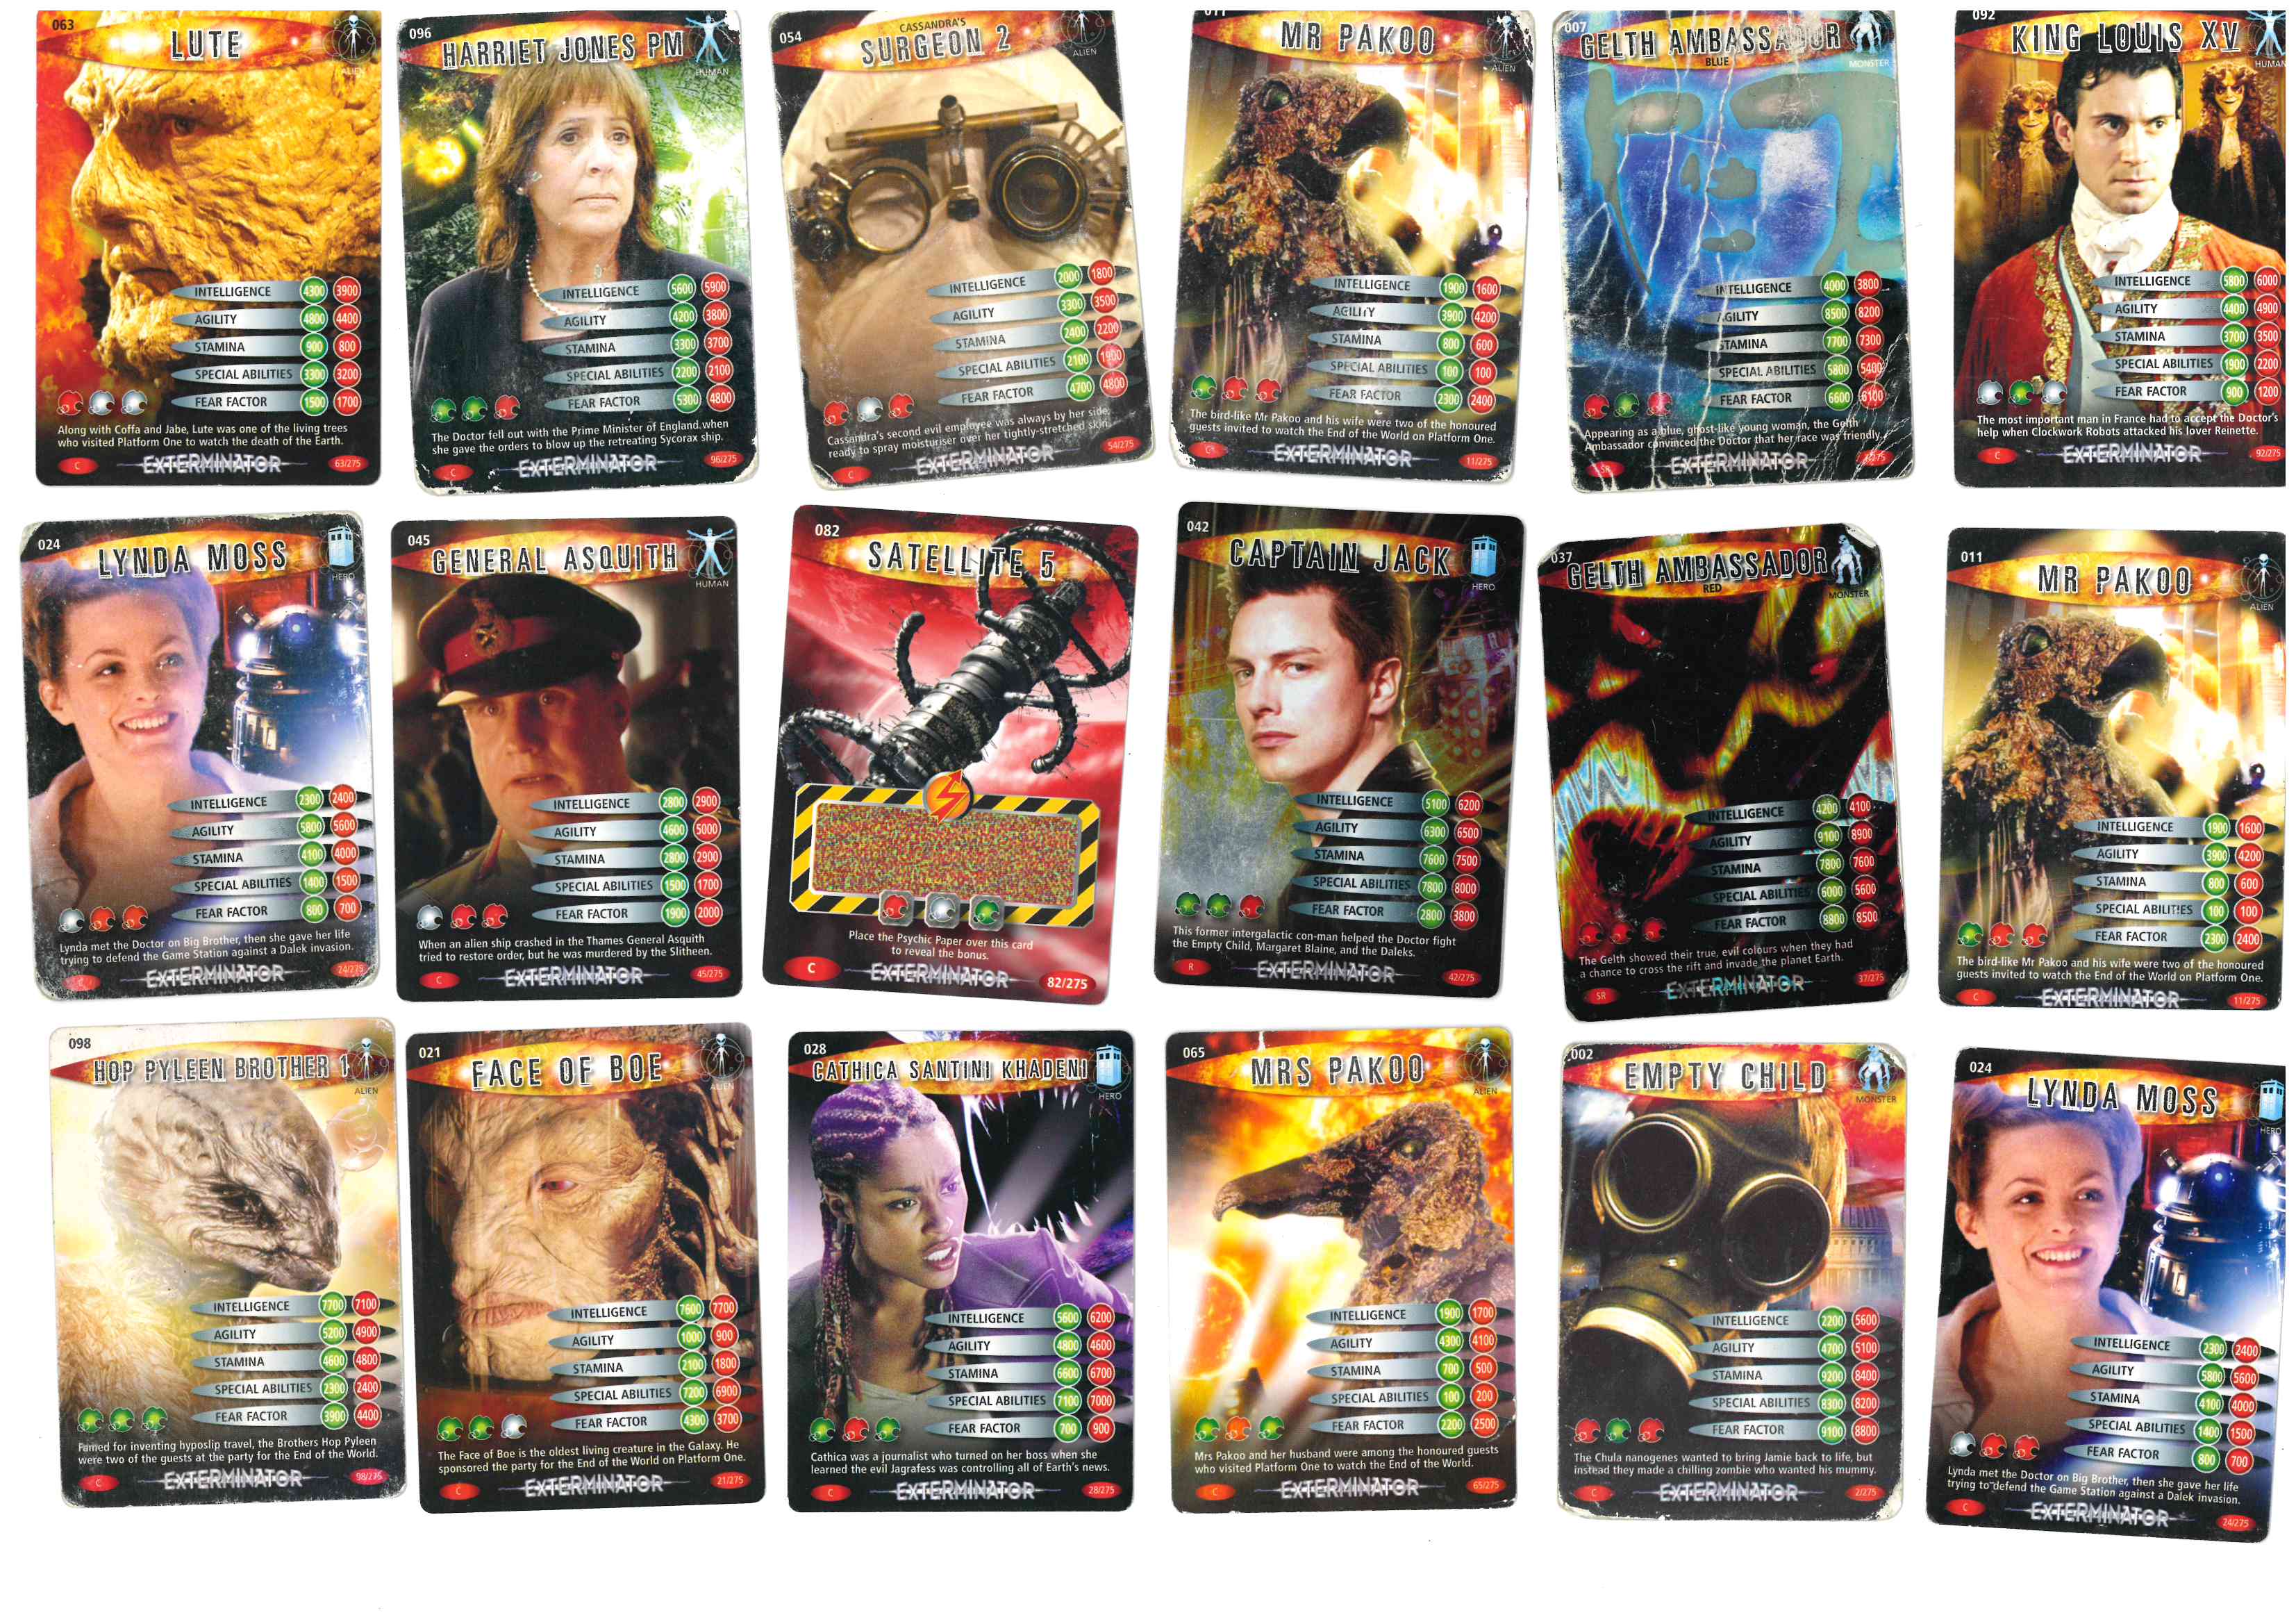 063
LUTE
ALIEN
INTELLIGENCE 4300 3900
AGILITY 4800 4400
STAMINA 900 800
SPECIAL ABILITIES 3300 3200
FEAR FACTOR 1500 1700
Along with Coffa and Jabe, Lute was one of the living trees
who visited Platform One to watch the death of the Earth.
C EXTERMINATOR 63/275
096
HARRIET JONES PM
HUMAN
INTELLIGENCE 5600 5900
AGILITY 4200 3800
STAMINA 3300 3700
SPECIAL ABILITIES 2200 2100
FEAR FACTOR 5300 4800
The Doctor fell out with the Prime Minister of England when
she gave the orders to blow up the retreating Sycorax ship.
C EXTERMINATOR 96/275
054
CASSANDRA'S
SURGEON 2
ALIEN
INTELLIGENCE 2000 1800
AGILITY 3300 3500
STAMINA 2400 2200
SPECIAL ABILITIES 2100 1900
FEAR FACTOR 4700 4800
Cassandra's second evil employee was always by her side,
ready to spray moisturiser over her tightly-stretched skin.
C EXTERMINATOR 54/275
011
MR PAKOO
ALIEN
INTELLIGENCE 1900 1600
AGILITY 3900 4200
STAMINA 800 600
SPECIAL ABILITIES 100 100
FEAR FACTOR 2300 2400
The bird-like Mr Pakoo and his wife were two of the honoured
guests invited to watch the End of the World on Platform One.
C EXTERMINATOR 11/275
007
GELTH AMBASSADOR
BLUE
MONSTER
INTELLIGENCE 4000 3800
AGILITY 8500 8200
STAMINA 7700 7300
SPECIAL ABILITIES 5800 5400
FEAR FACTOR 6600 6100
Appearing as a blue, ghost-like young woman, the Gelth
Ambassador convinced the Doctor that her race was friendly.
SR EXTERMINATOR 7/275
092
KING LOUIS XV
HUMAN
INTELLIGENCE 5800 6000
AGILITY 4400 4900
STAMINA 3700 3500
SPECIAL ABILITIES 1900 2200
FEAR FACTOR 900 1200
The most important man in France had to accept the Doctor's
help when Clockwork Robots attacked his lover Reinette.
C EXTERMINATOR 92/275
024
LYNDA MOSS
HERO
INTELLIGENCE 2300 2400
AGILITY 5800 5600
STAMINA 4100 4000
SPECIAL ABILITIES 1400 1500
FEAR FACTOR 800 700
Lynda met the Doctor on Big Brother, then she gave her life
trying to defend the Game Station against a Dalek invasion.
EXTERMINATOR 24/275
045
GENERAL ASQUITH
HUMAN
INTELLIGENCE 2800 2900
AGILITY 4600 5000
STAMINA 2800 2900
SPECIAL ABILITIES 1500 1700
FEAR FACTOR 1900 2000
When an alien ship crashed in the Thames General Asquith
tried to restore order, but he was murdered by the Slitheen.
C EXTERMINATOR 45/275
082
SATELLITE 5
Place the Psychic Paper over this card
to reveal the bonus.
C EXTERMINATOR 82/275
042
CAPTAIN JACK
HERO
INTELLIGENCE 5100 6200
AGILITY 6300 6500
STAMINA 7600 7500
SPECIAL ABILITIES 7800 8000
FEAR FACTOR 2800 3800
This former intergalactic con-man helped the Doctor fight
the Empty Child, Margaret Blaine, and the Daleks.
R EXTERMINATOR 42/275
037
GELTH AMBASSADOR
RED
MONSTER
INTELLIGENCE 4200 4100
AGILITY 9100 8900
STAMINA 7800 7600
SPECIAL ABILITIES 6000 5600
FEAR FACTOR 8800 8500
The Gelth showed their true, evil colours when they had
a chance to cross the rift and invade the planet Earth.
SR EXTERMINATOR 37/275
011
MR PAKOO
ALIEN
INTELLIGENCE 1900 1600
AGILITY 3900 4200
STAMINA 800 600
SPECIAL ABILITIES 100 100
FEAR FACTOR 2300 2400
The bird-like Mr Pakoo and his wife were two of the honoured
guests invited to watch the End of the World on Platform One.
C EXTERMINATOR 11/275
098
HOP PYLEEN BROTHER 1
ALIEN
INTELLIGENCE 7700 7100
AGILITY 5200 4900
STAMINA 4600 4800
SPECIAL ABILITIES 2300 2400
FEAR FACTOR 3900 4400
Famed for inventing hyposlip travel, the Brothers Hop Pyleen
were two of the guests at the party for the End of the World.
C EXTERMINATOR 98/275
021
FACE OF BOE
ALIEN
INTELLIGENCE 7600 7700
AGILITY 1000 900
STAMINA 2100 1800
SPECIAL ABILITIES 7200 6900
FEAR FACTOR 4300 3700
The Face of Boe is the oldest living creature in the Galaxy. He
sponsored the party for the End of the World on Platform One.
C EXTERMINATOR 21/275
028
CATHICA SANTINI KHADENI
HERO
INTELLIGENCE 5600 6200
AGILITY 4800 4600
STAMINA 6600 6700
SPECIAL ABILITIES 7100 7000
FEAR FACTOR 700 900
Cathica was a journalist who turned on her boss when she
learned the evil Jagrafess was controlling all of Earth's news.
C EXTERMINATOR 28/275
065
MRS PAKOO
ALIEN
INTELLIGENCE 1900 1700
AGILITY 4300 4100
STAMINA 700 500
SPECIAL ABILITIES 100 200
FEAR FACTOR 2200 2500
Mrs Pakoo and her husband were among the honoured guests
who visited Platform One to watch the End of the World.
C EXTERMINATOR 65/275
002
EMPTY CHILD
MONSTER
INTELLIGENCE 2200 5600
AGILITY 4700 5100
STAMINA 9200 8400
SPECIAL ABILITIES 8300 8200
FEAR FACTOR 9100 8800
The Chula nanogenes wanted to bring Jamie back to life, but
instead they made a chilling zombie who wanted his mummy.
C EXTERMINATOR 2/275
024
LYNDA MOSS
HERO
INTELLIGENCE 2300 2400
AGILITY 5800 5600
STAMINA 4100 4000
SPECIAL ABILITIES 1400 1500
FEAR FACTOR 800 700
Lynda met the Doctor on Big Brother, then she gave her life
trying to defend the Game Station against a Dalek invasion.
C EXTERMINATOR 24/275